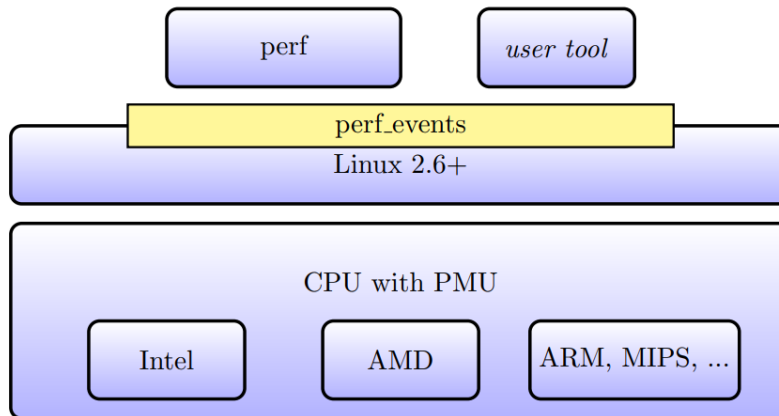 perf
user tool
perf_events
Linux 2.6+
CPU with PMU
Intel
AMD
ARM, MIPS, ...